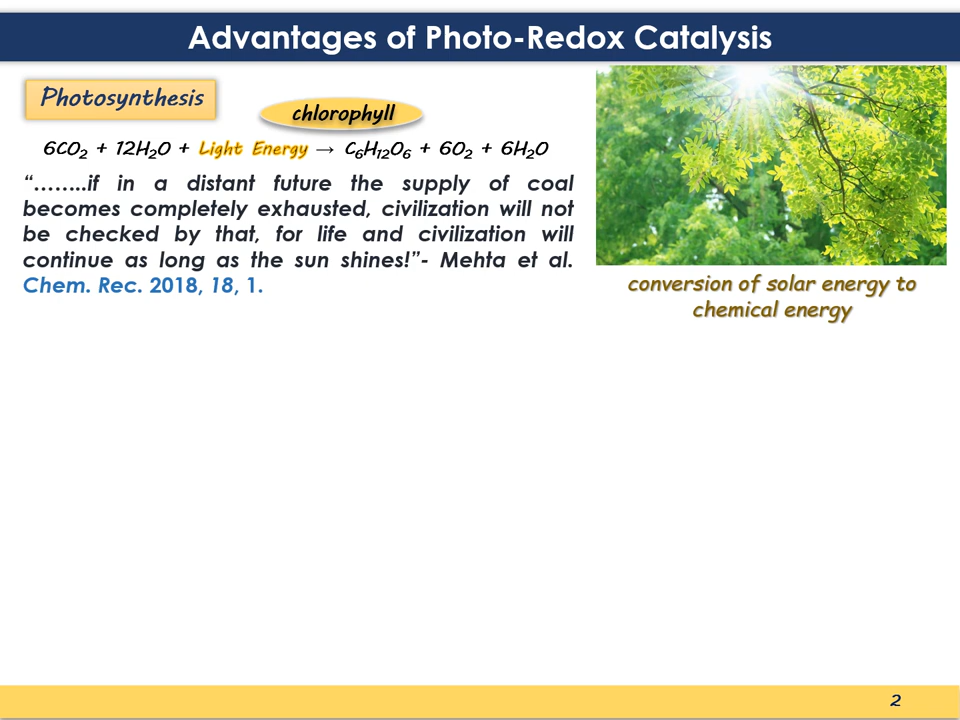 Advantages of Photo-Redox Catalysis
Photosynthesis
chlorophyll
6CO₂ + 12H₂O + Light Energy → C₆H₁₂O₆ + 6O₂ + 6H₂O
“……..if in a distant future the supply of coal
becomes completely exhausted, civilization will not
be checked by that, for life and civilization will
continue as long as the sun shines!”- Mehta et al.
Chem. Rec. 2018, 18, 1.
conversion of solar energy to
chemical energy
2